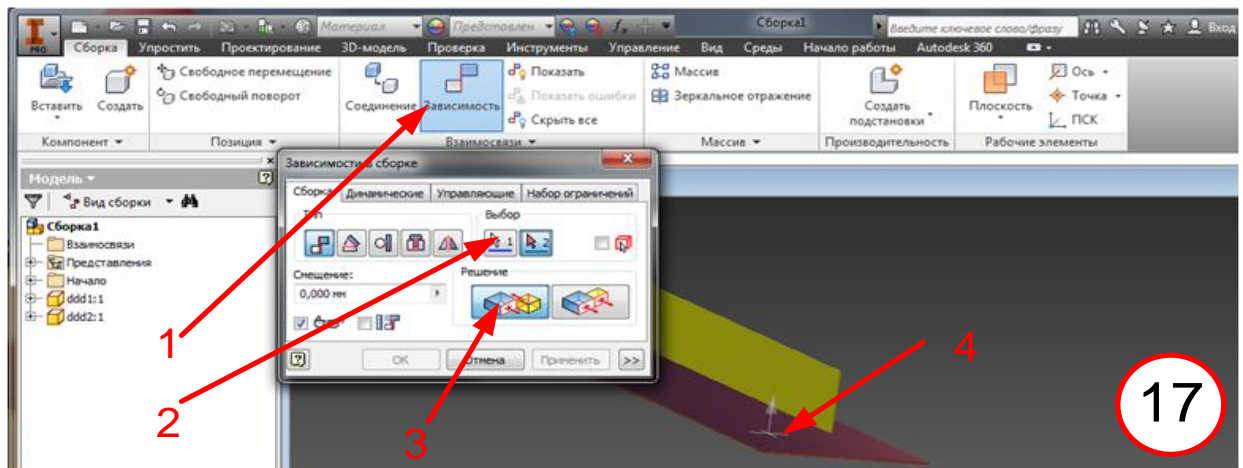 Материал Представлен Сборка1 Введите ключевое слово/фразу Вход
PRO Сборка Упростить Проектирование 3D-модель Проверка Инструменты Управление Вид Среды Начало работы Autodesk 360
Свободное перемещение Показать Массив Ось
Вставить Создать Свободный поворот Соединение Зависимость Показать ошибки Зеркальное отражение Создать подстановки Плоскость Точка
Скрыть все ПСК
Компонент Позиция Взаимосвязи Массив Производительность Рабочие элементы
Модель
Вид сборки
Сборка1
Взаимосвязи
Представления
Начало
ddd1:1
ddd2:1
Зависимости в сборке
Сборка Динамические Управляющие Набор ограничений
Тип Выбор
1 2
Смещение: Решение
0,000 мм
OK Отмена Применить >>
1
2
3
4
17